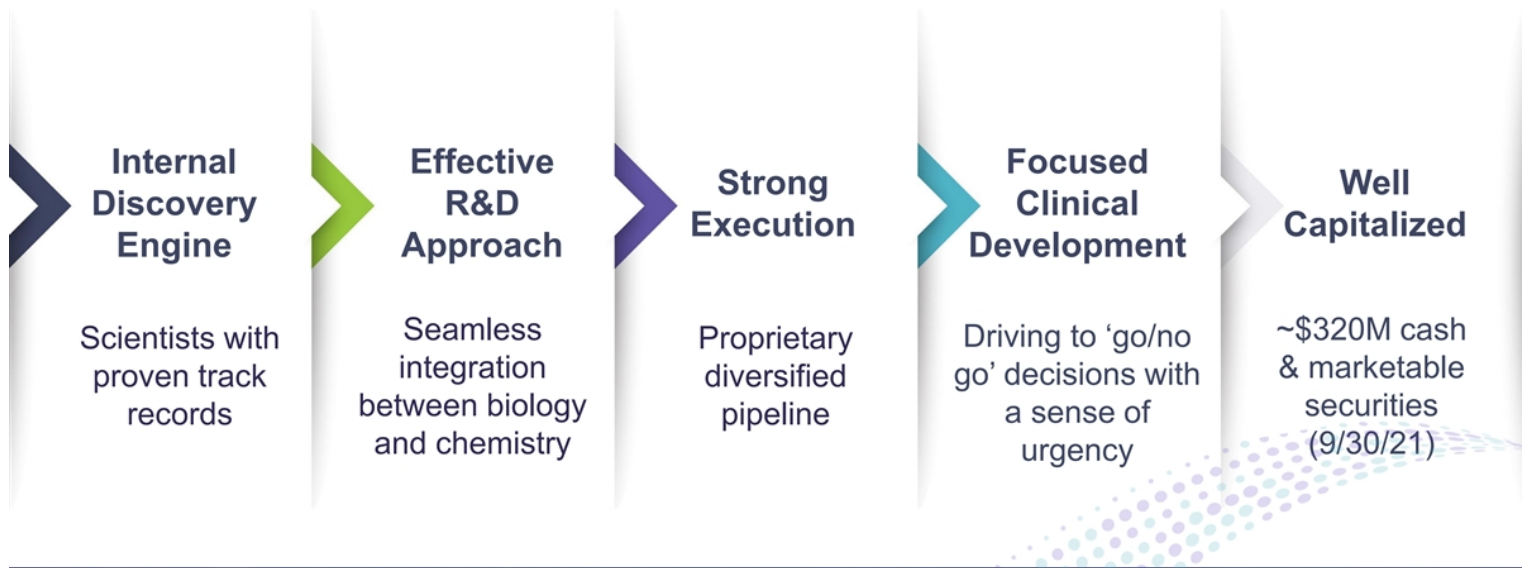 Internal
Discovery
Engine
Scientists with
proven track
records
Effective
R&D
Approach
Seamless
integration
between biology
and chemistry
Strong
Execution
Proprietary
diversified
pipeline
Focused
Clinical
Development
Driving to ‘go/no
go’ decisions with
a sense of
urgency
Well
Capitalized
~$320M cash
& marketable
securities
(9/30/21)